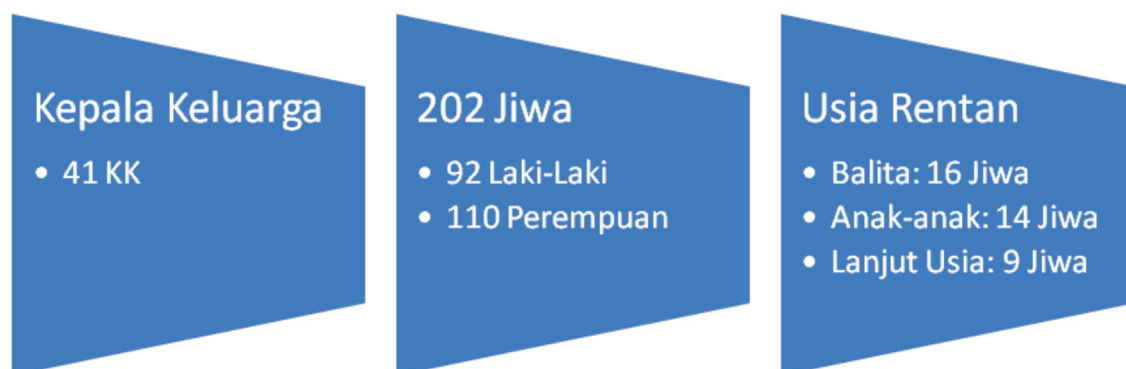 Kepala Keluarga
• 41 KK
202 Jiwa
• 92 Laki-Laki
• 110 Perempuan
Usia Rentan
• Balita: 16 Jiwa
• Anak-anak: 14 Jiwa
• Lanjut Usia: 9 Jiwa